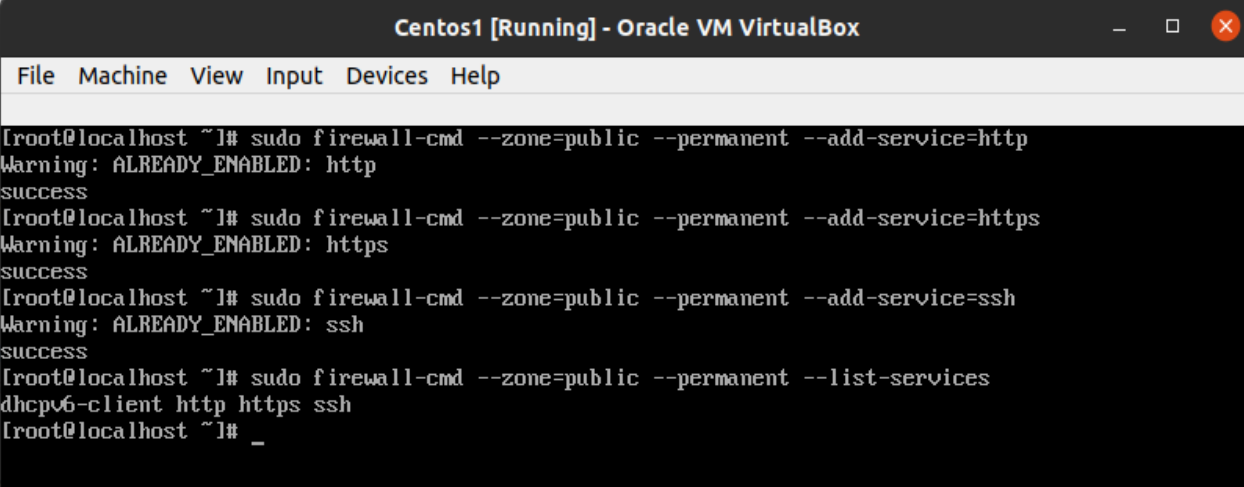 Centos1 [Running] - Oracle VM VirtualBox
File Machine View Input Devices Help
[root@localhost ~]# sudo firewall-cmd --zone=public --permanent --add-service=http
Warning: ALREADY_ENABLED: http
success
[root@localhost ~]# sudo firewall-cmd --zone=public --permanent --add-service=https
Warning: ALREADY_ENABLED: https
success
[root@localhost ~]# sudo firewall-cmd --zone=public --permanent --add-service=ssh
Warning: ALREADY_ENABLED: ssh
success
[root@localhost ~]# sudo firewall-cmd --zone=public --permanent --list-services
dhcpv6-client http https ssh
[root@localhost ~]# _